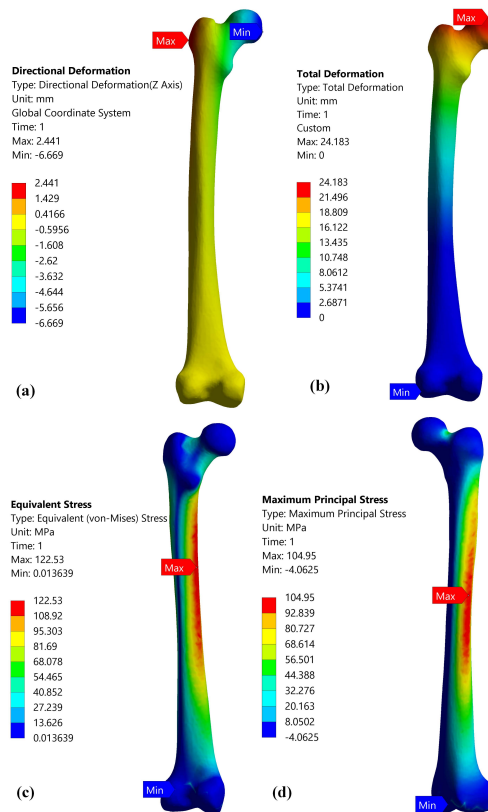 Max
Min
Directional Deformation
Type: Directional Deformation(Z Axis)
Unit: mm
Global Coordinate System
Time: 1
Max: 2.441
Min: -6.669
2.441
1.429
0.4166
-0.5956
-1.608
-2.62
-3.632
-4.644
-5.656
-6.669
(a)
Max
Total Deformation
Type: Total Deformation
Unit: mm
Time: 1
Custom
Max: 24.183
Min: 0
24.183
21.496
18.809
16.122
13.435
10.748
8.0612
5.3741
2.6871
0
Min
(b)
Equivalent Stress
Type: Equivalent (von-Mises) Stress
Unit: MPa
Time: 1
Max: 122.53
Min: 0.013639
Max
122.53
108.92
95.303
81.69
68.078
54.465
40.852
27.239
13.626
0.013639
Min
(c)
Maximum Principal Stress
Type: Maximum Principal Stress
Unit: MPa
Time: 1
Max: 104.95
Min: -4.0625
Max
104.95
92.839
80.727
68.614
56.501
44.388
32.276
20.163
8.0502
-4.0625
Min
(d)